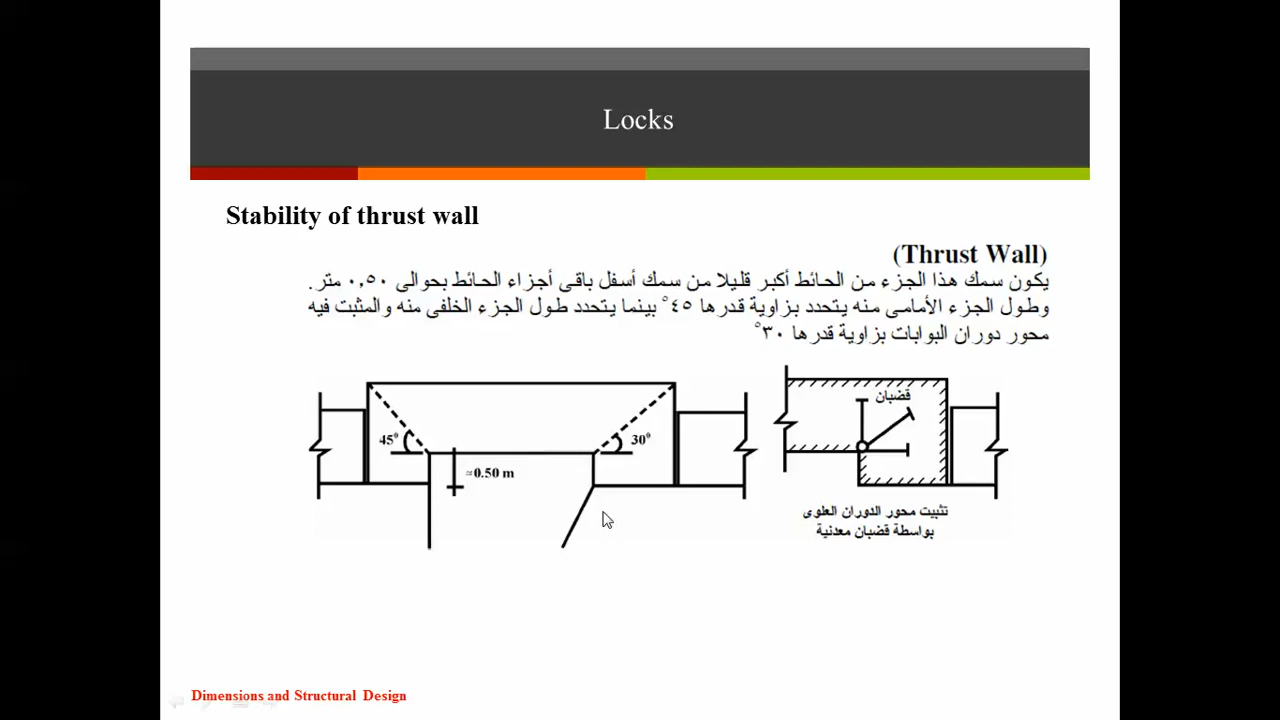 Locks
Stability of thrust wall
(Thrust Wall)
يكون سمك هذا الجزء من الحائط أكبر قليلا من سمك أسفل باقى أجزاء الحائط بحوالى ٠,٥٠ متر.
وطول الجزء الأمامى منه يتحدد بزاوية قدرها ٤٥° بينما يتحدد طول الجزء الخلفى منه والمثبت فيه
محور دوران البوابات بزاوية قدرها ٣٠°
قضبان
45⁰
30⁰
≃0.50 m
تثبيت محور الدوران العلوى
بواسطة قضبان معدنية
Dimensions and Structural Design